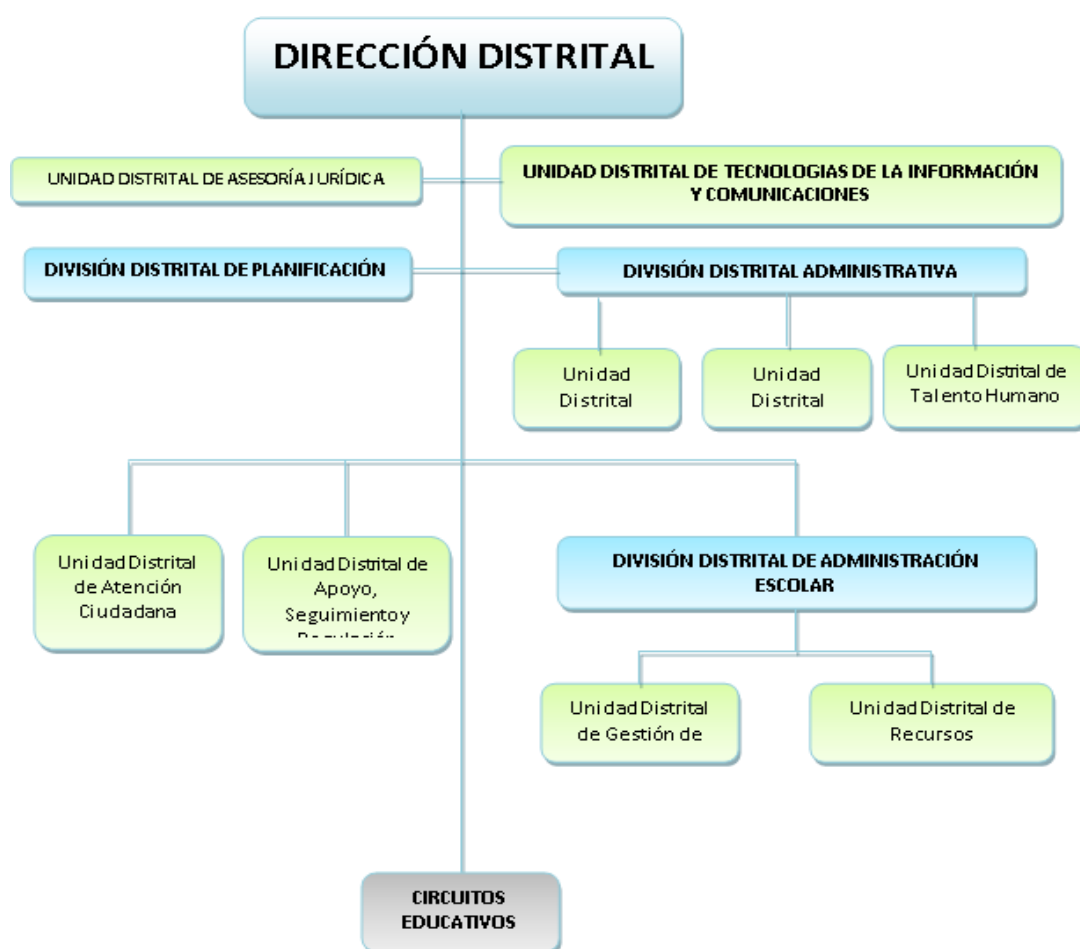 DIRECCIÓN DISTRITAL
UNIDAD DISTRITAL DE ASESORÍA JURÍDICA
UNIDAD DISTRITAL DE TECNOLOGIAS DE LA INFORMACIÓN
Y COMUNICACIONES
DIVISIÓN DISTRITAL DE PLANIFICACIÓN
DIVISIÓN DISTRITAL ADMINISTRATIVA
Unidad
Distrital
Unidad
Distrital
Unidad Distrital de
Talento Humano
Unidad Distrital
de Atención
Ciudadana
Unidad Distrital de
Apoyo,
Seguimiento y
DIVISIÓN DISTRITAL DE ADMINISTRACIÓN
ESCOLAR
Unidad Distrital
de Gestión de
Unidad Distrital de
Recursos
CIRCUITOS
EDUCATIVOS